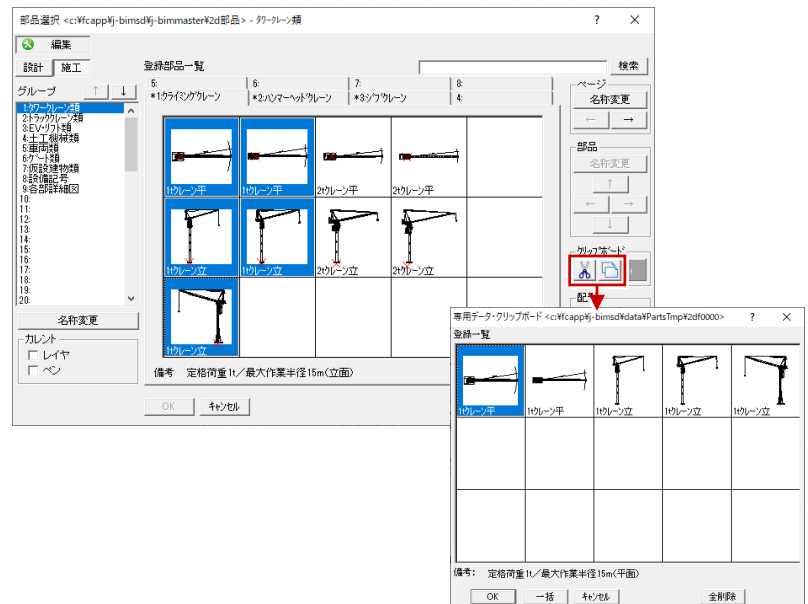 部品選択 <c:¥fcapp¥j-bimsd¥j-bimmaster¥2d部品> - ﾀﾜｰｸﾚｰﾝ類
編集
設計 施工
登録部品一覧
検索
グループ ↑ ↓
5: 6: 7: 8:
*1:ｸﾗｲﾐﾝｸﾞｸﾚｰﾝ *2:ﾊﾝﾏｰﾍｯﾄﾞｸﾚｰﾝ *3:ｼﾞﾌﾞｸﾚｰﾝ 4:
1:ﾀﾜｰｸﾚｰﾝ類
2:ﾄﾗｯｸｸﾚｰﾝ類
3:EV･ﾘﾌﾄ類
4:土工機械類
5:車両類
6:ｹﾞｰﾄ類
7:仮設建物類
8:設備記号
9:各部詳細図
10:
11:
12:
13:
14:
15:
16:
17:
18:
19:
20:
名称変更
カレント
レイヤ
ペン
1tｸﾚｰﾝ平 1tｸﾚｰﾝ平 2tｸﾚｰﾝ平 2tｸﾚｰﾝ平
1tｸﾚｰﾝ立 1tｸﾚｰﾝ立 2tｸﾚｰﾝ立 2tｸﾚｰﾝ立
1tｸﾚｰﾝ立
備考 定格荷重1t／最大作業半径15m(立面)
OK ｷｬﾝｾﾙ
ページ
名称変更
← →
部品
名称変更
↑
← →
↓
ｸﾘｯﾌﾟﾎﾞｰﾄﾞ
専用データ・クリップボード <c:¥fcapp¥j-bimsd¥data¥PartsTmp¥2df0000>
登録一覧
1tｸﾚｰﾝ平 1tｸﾚｰﾝ平 1tｸﾚｰﾝ立 1tｸﾚｰﾝ立 1tｸﾚｰﾝ立
備考: 定格荷重1t／最大作業半径15m(平面)
OK 一括 ｷｬﾝｾﾙ 全削除